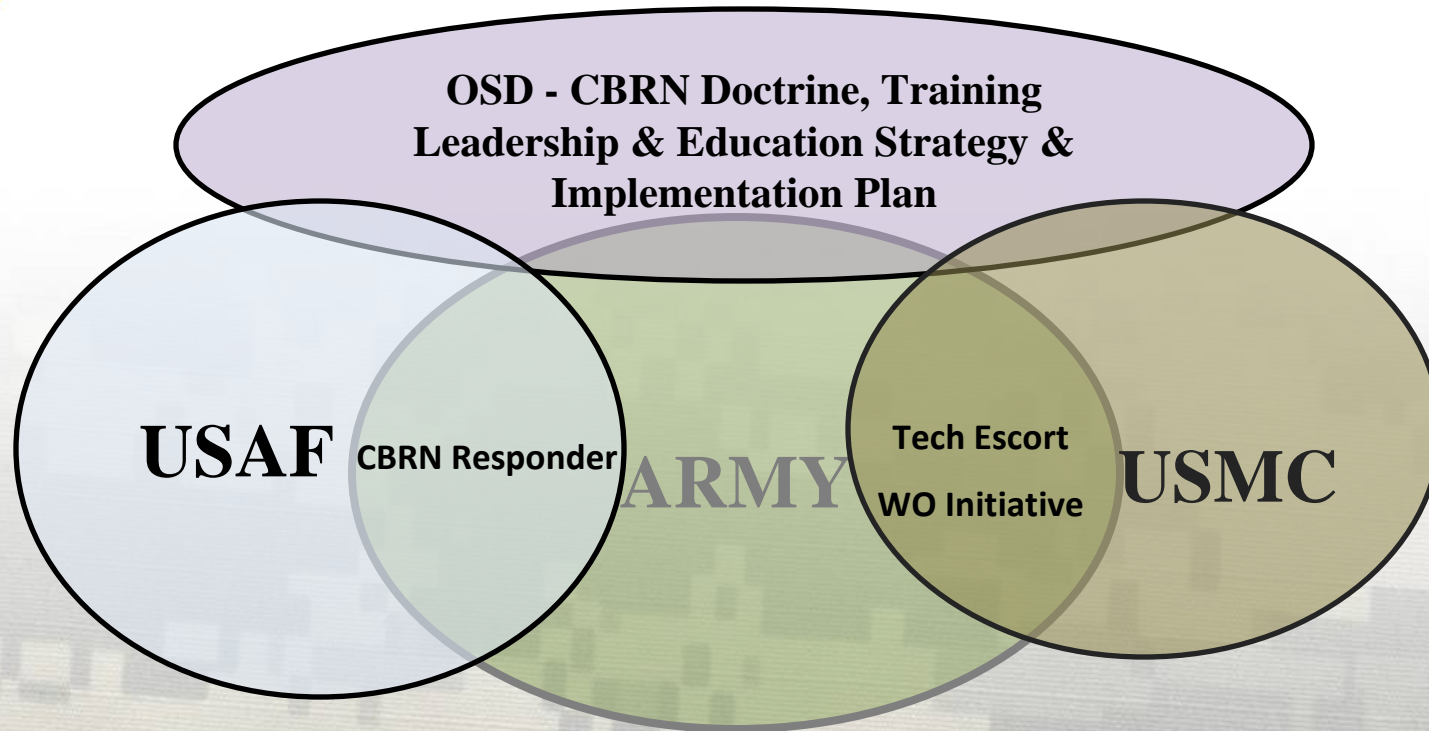 OSD - CBRN Doctrine, Training
Leadership & Education Strategy &
Implementation Plan
USAF
CBRN Responder
ARMY
Tech Escort
WO Initiative
USMC